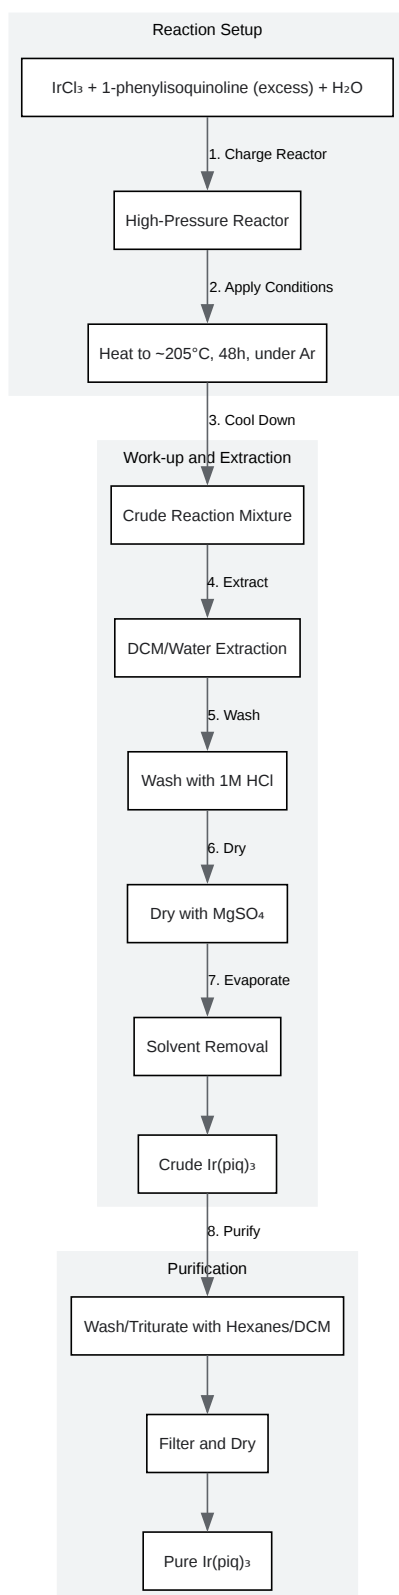 Reaction Setup
IrCl₃ + 1-phenylisoquinoline (excess) + H₂O
1. Charge Reactor
High-Pressure Reactor
2. Apply Conditions
Heat to ~205°C, 48h, under Ar
3. Cool Down
Work-up and Extraction
Crude Reaction Mixture
4. Extract
DCM/Water Extraction
5. Wash
Wash with 1M HCl
6. Dry
Dry with MgSO₄
7. Evaporate
Solvent Removal
Crude Ir(piq)₃
8. Purify
Purification
Wash/Triturate with Hexanes/DCM
Filter and Dry
Pure Ir(piq)₃